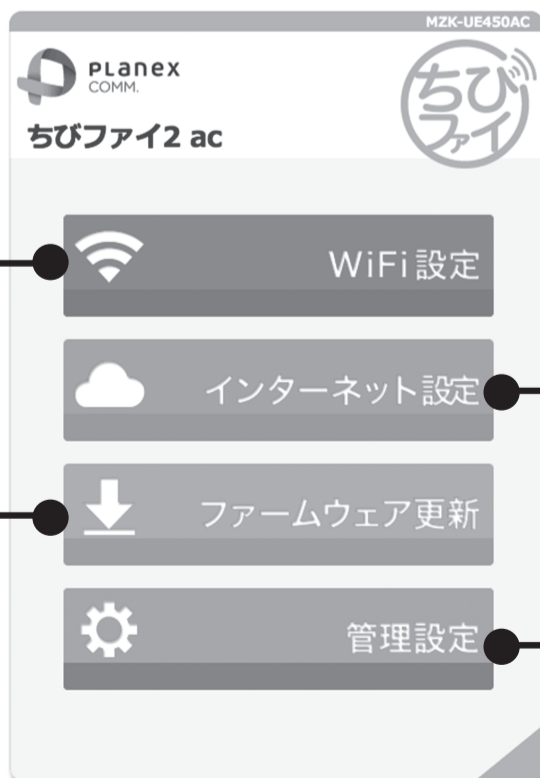 MZK-UE450AC
PLanex
COMM.
ちびファイ2 ac
ちび
ファイ
WiFi設定
インターネット設定
ファームウェア更新
管理設定